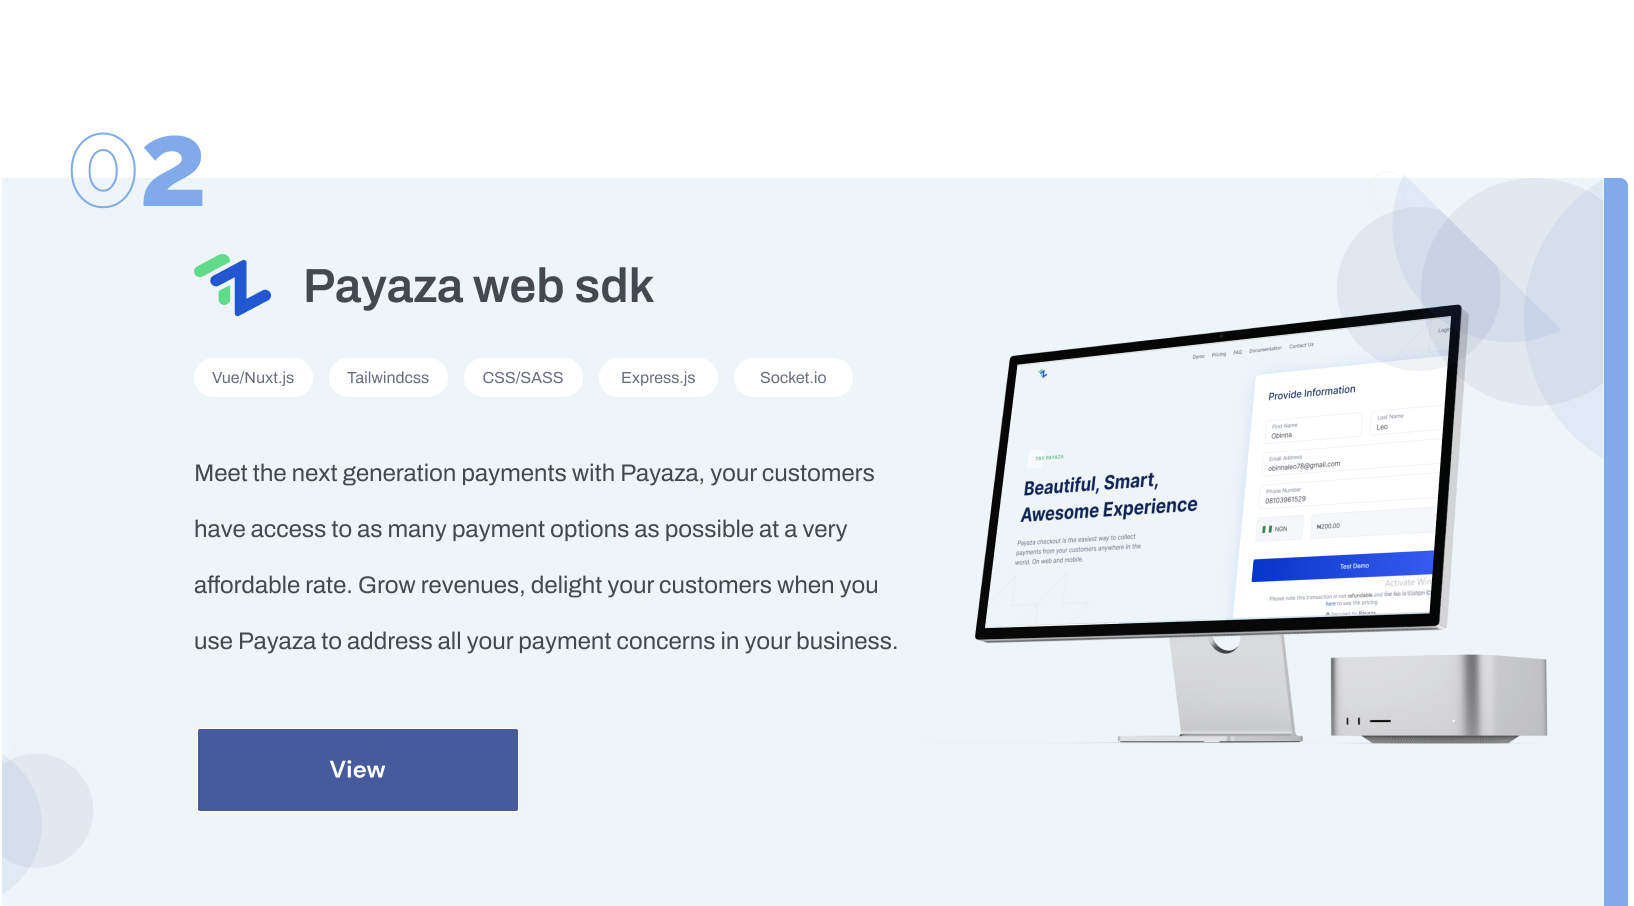 02
Payaza web sdk
Vue/Nuxt.js
Tailwindcss
CSS/SASS
Express.js
Socket.io
Meet the next generation payments with Payaza, your customers
have access to as many payment options as possible at a very
affordable rate. Grow revenues, delight your customers when you
use Payaza to address all your payment concerns in your business.
View
Demo Pricing FAQ Documentation Contact Us
Login
TRY PAYAZA
Beautiful, Smart,
Awesome Experience
Payaza checkout is the easiest way to collect
payments from your customers anywhere in the
world. On web and mobile.
Provide Information
First Name
Obinna
Last Name
Leo
Email Address
obinnaleo78@gmail.com
Phone Number
08103961529
NGN
₦200.00
Test Demo
Activate Win
Please note this transaction in not refundable and the fee is
here to see the pricing
Secured by Payaza